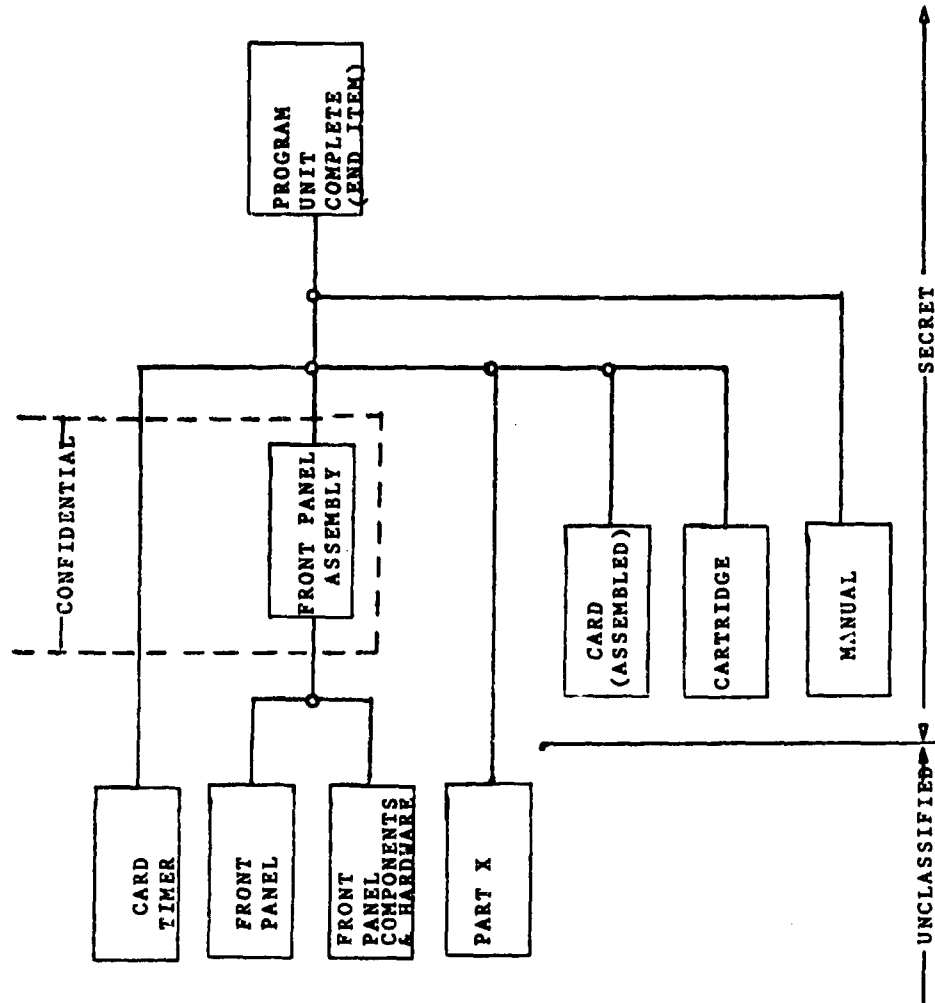 CARD
TIMER
FRONT
PANEL
FRONT
PANEL
COMPONENTS
& HARDWARE
PART X
CONFIDENTIAL
FRONT PANEL
ASSEMBLY
CARD
(ASSEMBLED)
CARTRIDGE
MANUAL
PROGRAM
UNIT
COMPLETE
(END ITEM)
UNCLASSIFIED
SECRET